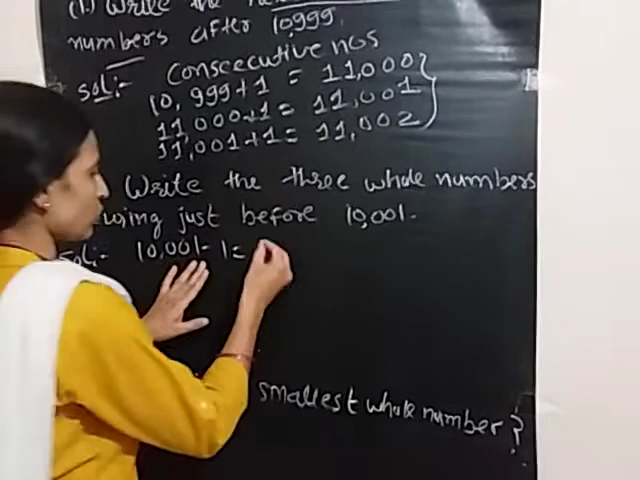 (1.) Write the
numbers after 10,999.
Sol:- Consecutive nos
10,999+1 = 11,000
11,000+1 = 11,001
11,001+1 = 11,002
Write the three whole numbers
just before 10,001.
Sol:- 10,001-1=
smallest whole number?